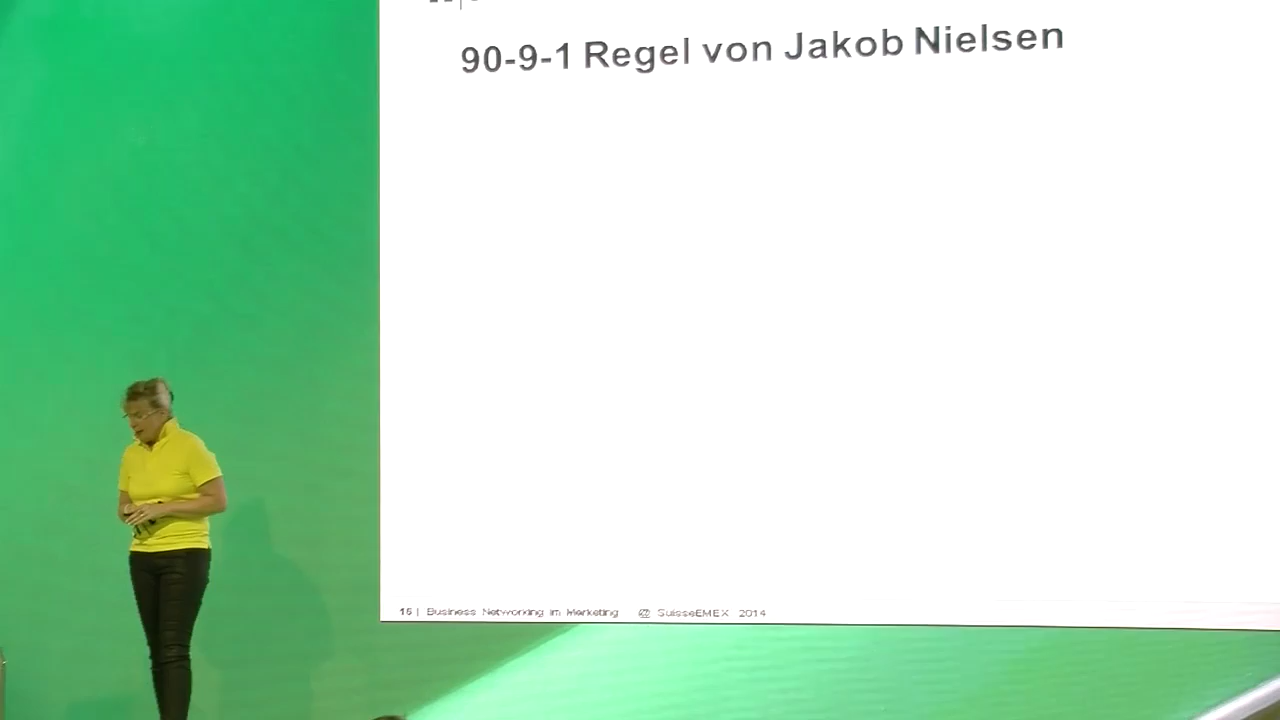 90-9-1 Regel von Jakob Nielsen
15 | Business Networking im Marketing @ SuisseEMEX 2014